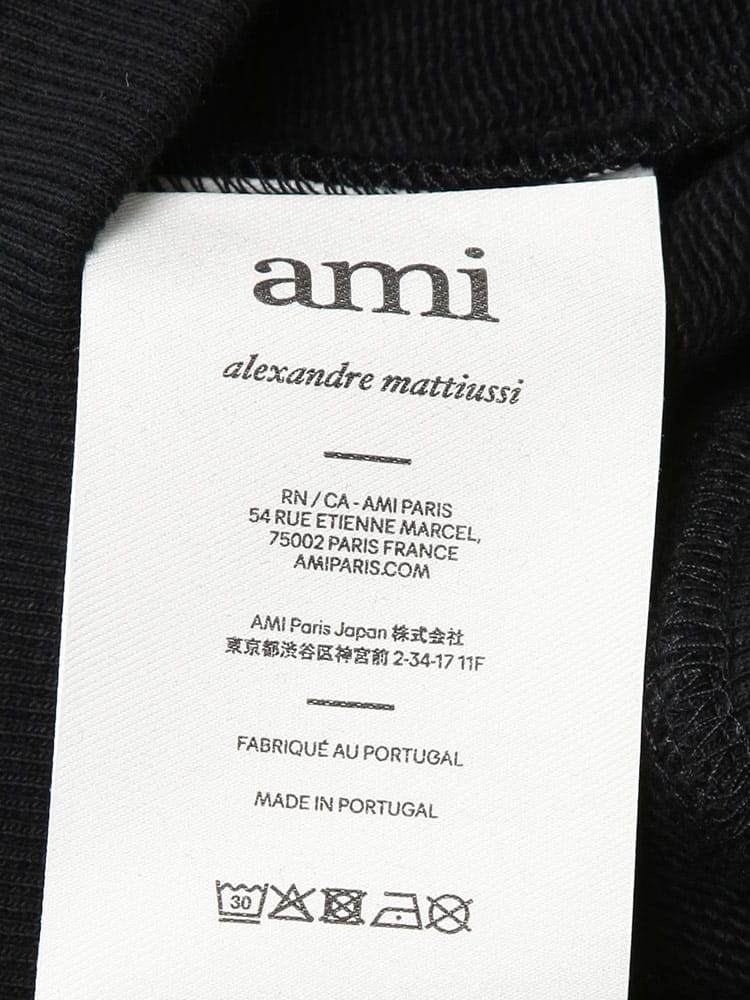 ami
alexandre mattiussi
RN / CA - AMI PARIS
54 RUE ETIENNE MARCEL,
75002 PARIS FRANCE
AMIPARIS.COM
AMI Paris Japan 株式会社
東京都渋谷区神宮前 2-34-17 11F
FABRIQUÉ AU PORTUGAL
MADE IN PORTUGAL
30